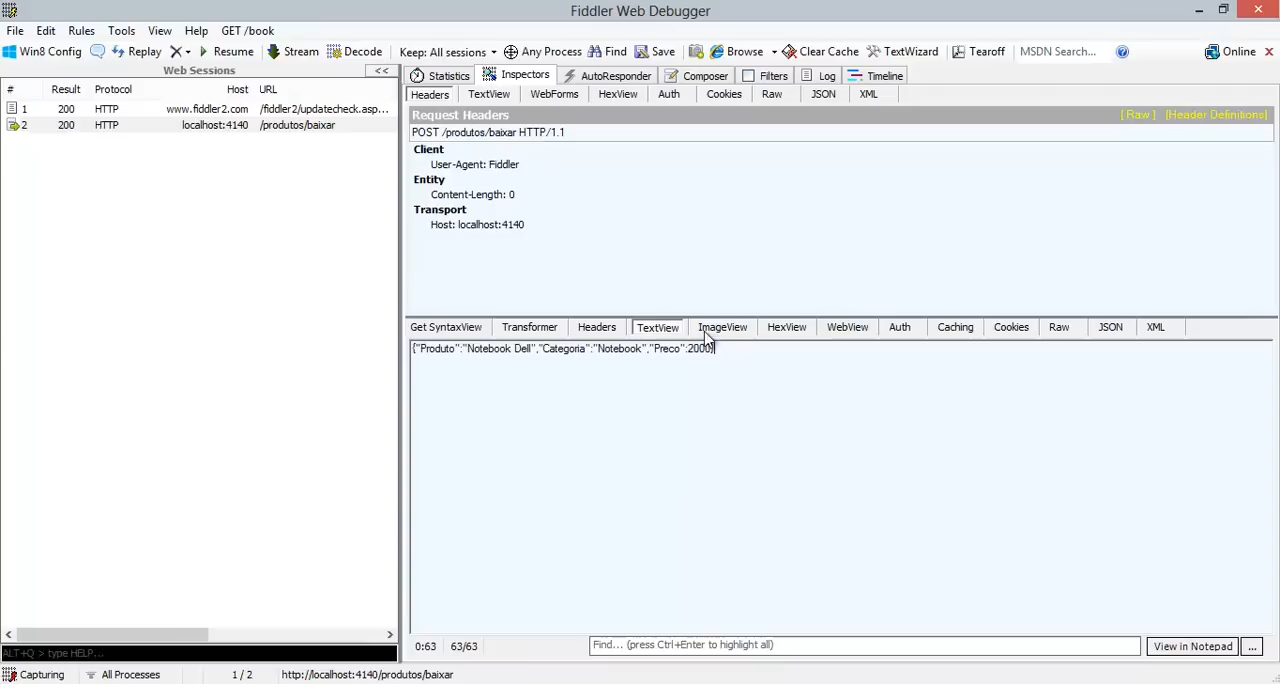 Fiddler Web Debugger
File Edit Rules Tools View Help GET /book
Win8 Config Replay Resume Stream Decode Keep: All sessions Any Process Find Save Browse Clear Cache TextWizard Tearoff MSDN Search... Online
Web Sessions <<
# Result Protocol Host URL
1 200 HTTP www.fiddler2.com /fiddler2/updatecheck.asp...
2 200 HTTP localhost:4140 /produtos/baixar
Statistics Inspectors AutoResponder Composer Filters Log Timeline
Headers TextView WebForms HexView Auth Cookies Raw JSON XML
Request Headers [ Raw ] [Header Definitions]
POST /produtos/baixar HTTP/1.1
Client
User-Agent: Fiddler
Entity
Content-Length: 0
Transport
Host: localhost:4140
Get SyntaxView Transformer Headers TextView ImageView HexView WebView Auth Caching Cookies Raw JSON XML
{"Produto":"Notebook Dell","Categoria":"Notebook","Preco":2000}
0:63 63/63 Find... (press Ctrl+Enter to highlight all) View in Notepad ...
ALT+Q > type HELP...
Capturing All Processes 1 / 2 http://localhost:4140/produtos/baixar